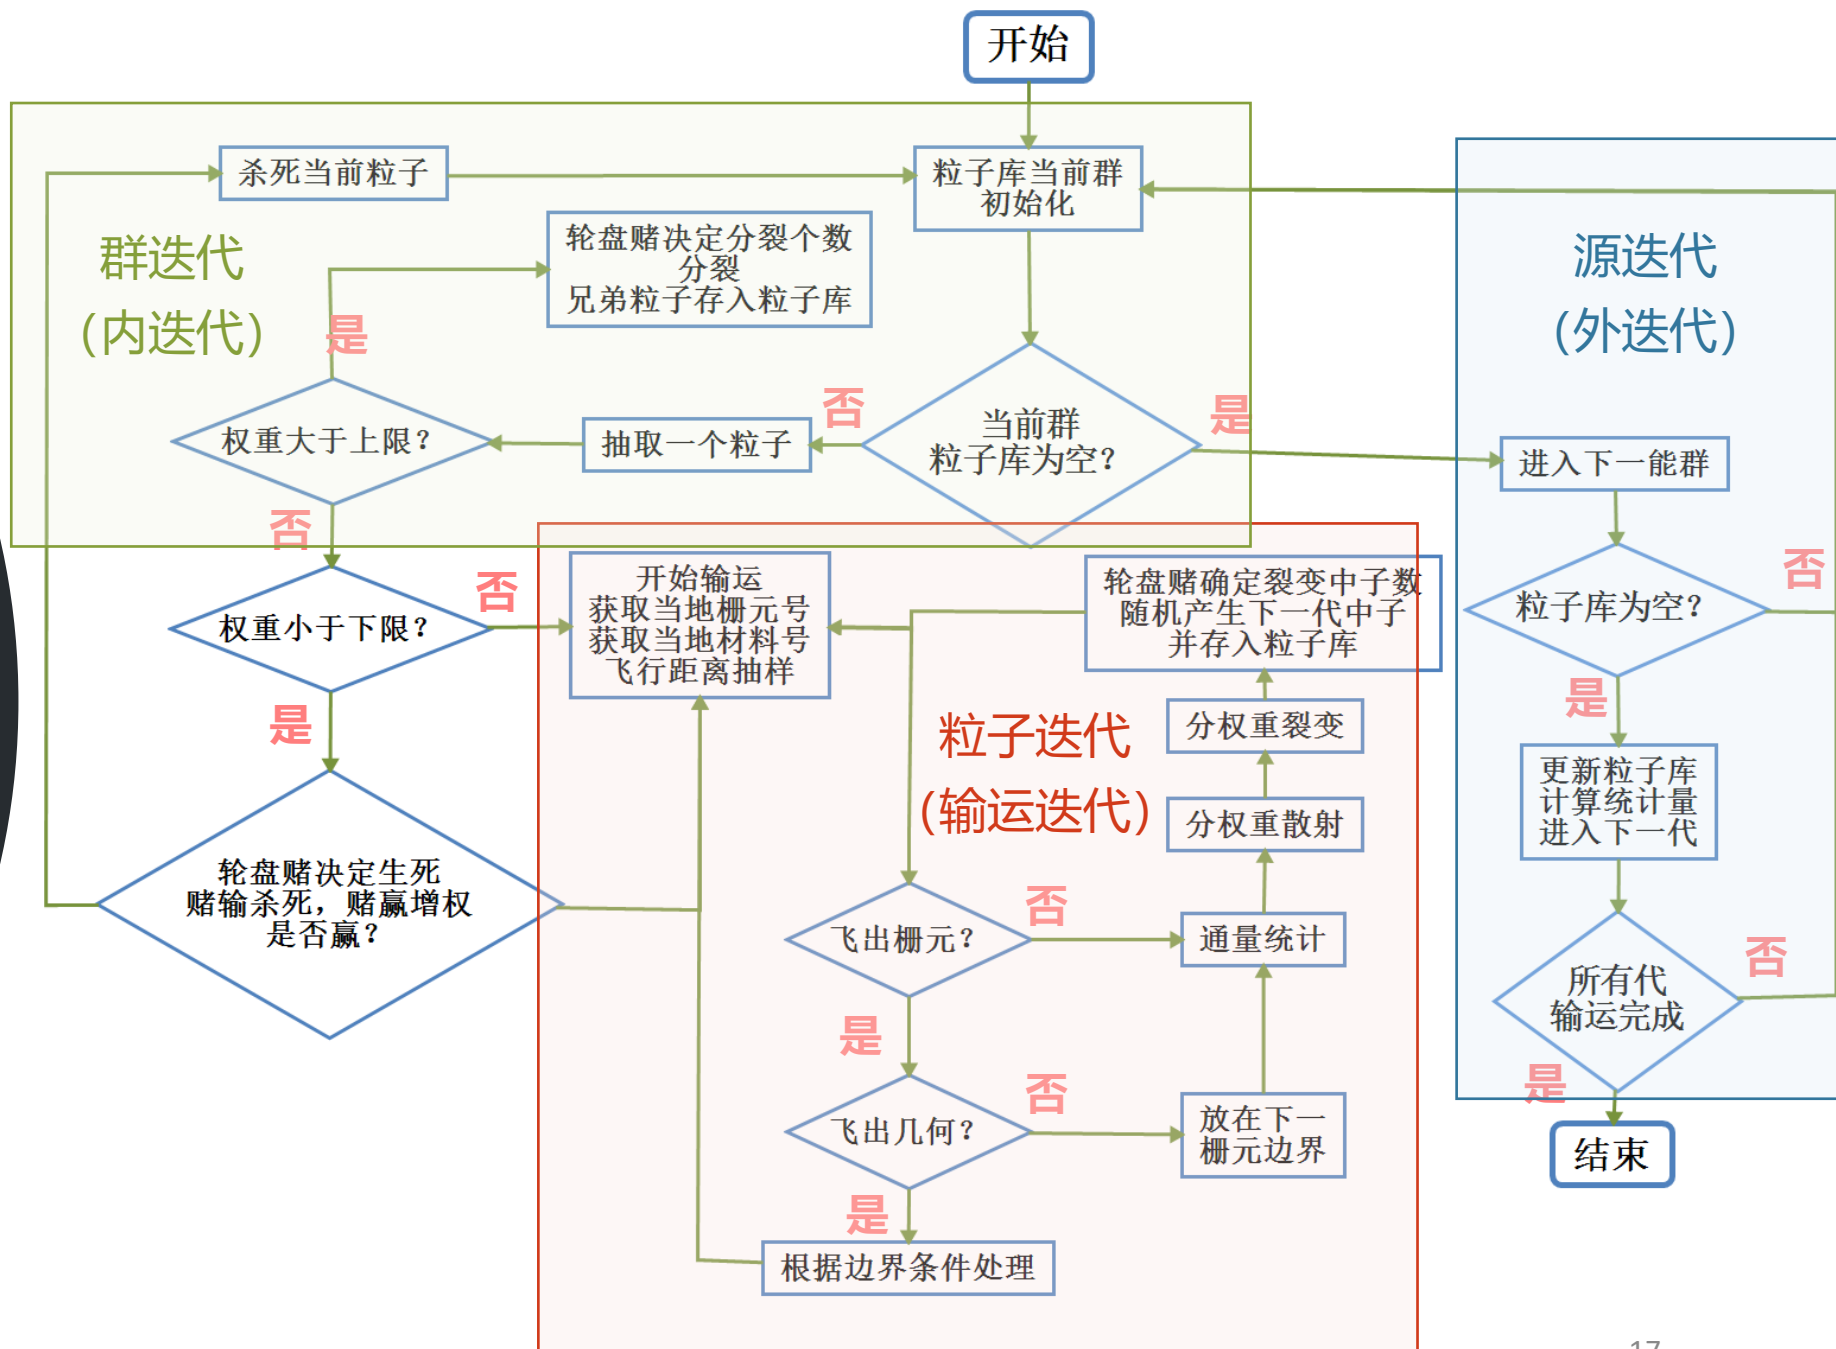 开始
杀死当前粒子
粒子库当前群
初始化
群迭代
(内迭代)
轮盘赌决定分裂个数
分裂
兄弟粒子存入粒子库
是
源迭代
(外迭代)
权重大于上限?
抽取一个粒子
否
当前群
粒子库为空?
是
进入下一能群
否
权重小于下限?
否
开始输运
获取当地栅元号
获取当地材料号
飞行距离抽样
轮盘赌确定裂变中子数
随机产生下一代中子
并存入粒子库
粒子库为空?
否
是
是
粒子迭代
(输运迭代)
分权重裂变
分权重散射
更新粒子库
计算统计量
进入下一代
轮盘赌决定生死
赌输杀死，赌赢增权
是否赢?
飞出栅元?
否
通量统计
所有代
输运完成
否
是
是
飞出几何?
否
放在下一
栅元边界
结束
是
根据边界条件处理
17